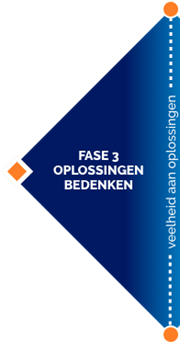 FASE 3
OPLOSSINGEN
BEDENKEN
veelheid aan oplossingen